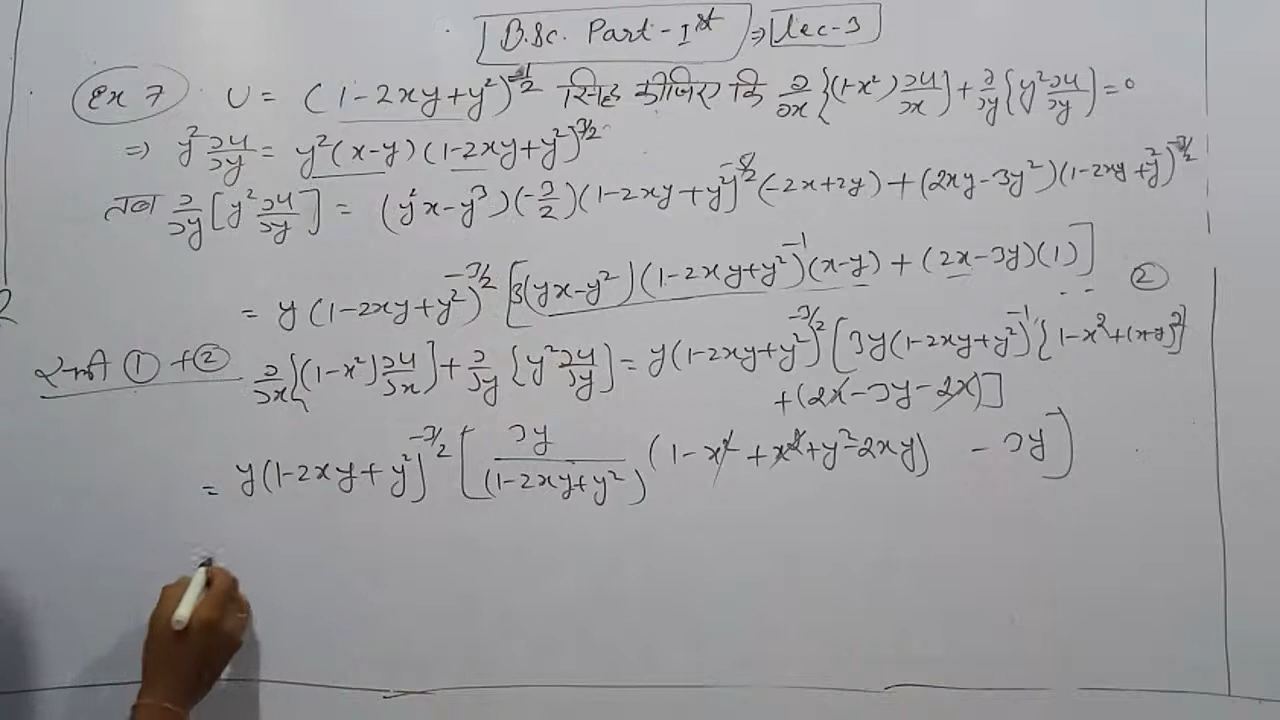 B.Sc. Part-Ist ⇒ Lec-3
Ex 7 U = (1-2xy+y²)^-1/2 सिद्ध कीजिए कि ∂/∂x {(1-x²) ∂u/∂x} + ∂/∂y {y² ∂u/∂y} = 0
⇒ y² ∂u/∂y = y²(x-y)(1-2xy+y²)^-3/2
तब ∂/∂y [y² ∂u/∂y] = (y²x-y³)(-3/2)(1-2xy+y²)^-5/2 (-2x+2y) + (2xy-3y²)(1-2xy+y²)^-3/2
= y(1-2xy+y²)^-3/2 [3(yx-y²)(1-2xy+y²)^-1 (x-y) + (2x-3y)(1)] ②
समी ① + ② ∂/∂x {(1-x²) ∂u/∂x} + ∂/∂y {y² ∂u/∂y} = y(1-2xy+y²)^-3/2 [3y(1-2xy+y²)^-1 {1-x²+(x-y)²}
+(2x-3y-2x)]
= y(1-2xy+y²)^-3/2 [3y/(1-2xy+y²) (1-x²+x²+y²-2xy) - 3y]